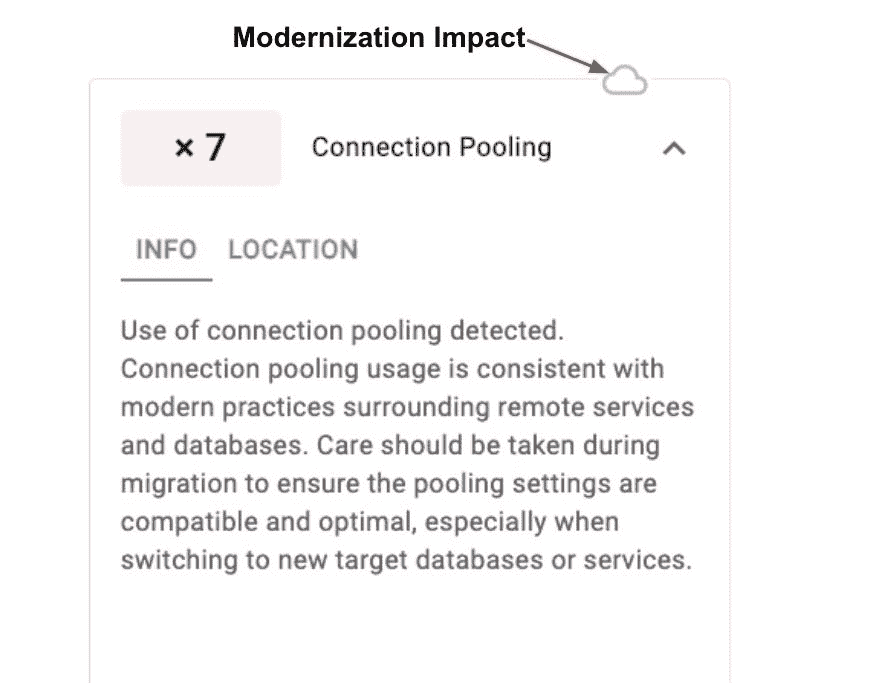 Modernization Impact
× 7 Connection Pooling
INFO LOCATION
Use of connection pooling detected.
Connection pooling usage is consistent with
modern practices surrounding remote services
and databases. Care should be taken during
migration to ensure the pooling settings are
compatible and optimal, especially when
switching to new target databases or services.